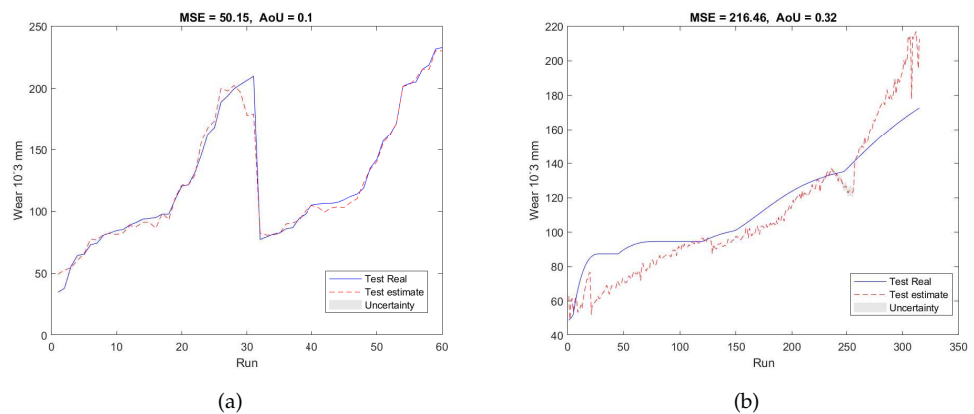 MSE = 50.15, AoU = 0.1
250
200
150
100
50
0
Wear 10`3 mm
0 10 20 30 40 50 60
Run
Test Real
Test estimate
Uncertainty
(a)
MSE = 216.46, AoU = 0.32
220
200
180
160
140
120
100
80
60
40
Wear 10`3 mm
0 50 100 150 200 250 300 350
Run
Test Real
Test estimate
Uncertainty
(b)